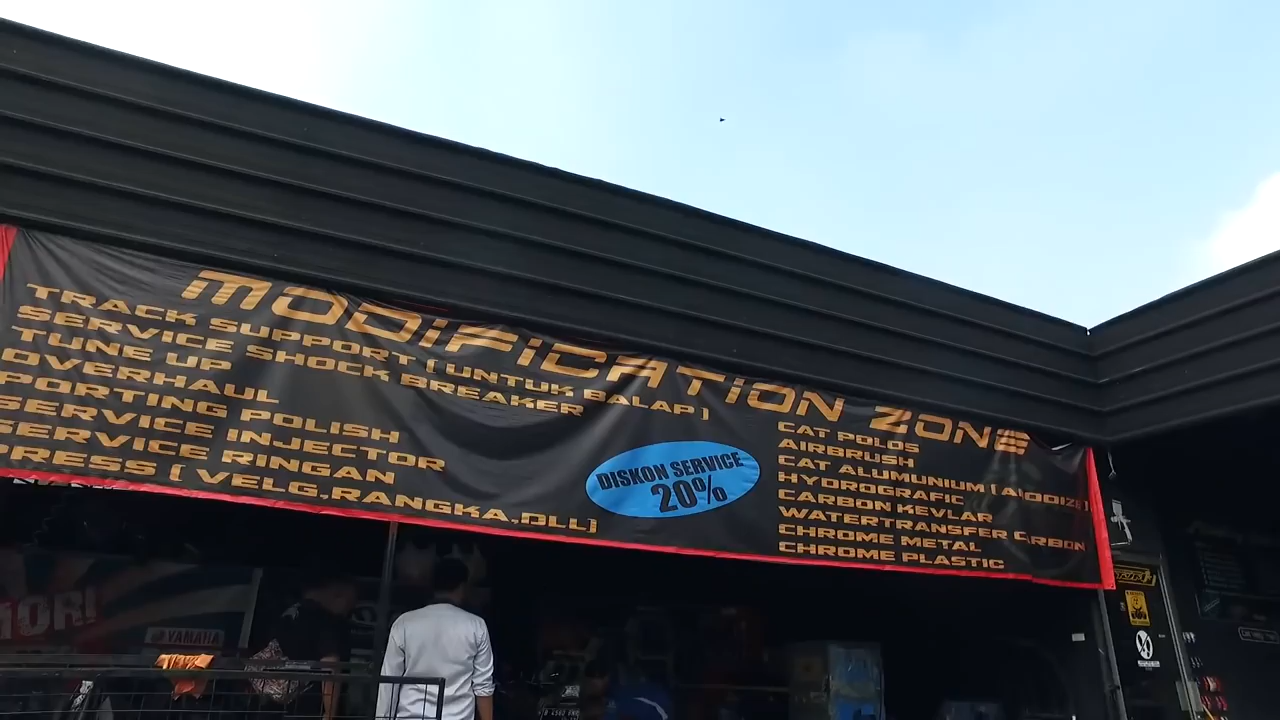 MODiFiCATiON ZONE
TRACK SUPPORT ( UNTUK BALAP )
SERVICE SHOCK BREAKER
TUNE UP
OVERHAUL
PORTING POLISH
SERVICE INJECTOR
SERVICE RINGAN
PRESS ( VELG,RANGKA,DLL)
DISKON SERVICE
20%
CAT POLOS
AIRBRUSH
CAT ALUMUNIUM ( ANODIZE)
HYDROGRAFIC
CARBON KEVLAR
WATERTRANSFER CARBON
CHROME METAL
CHROME PLASTIC
YAMAHA